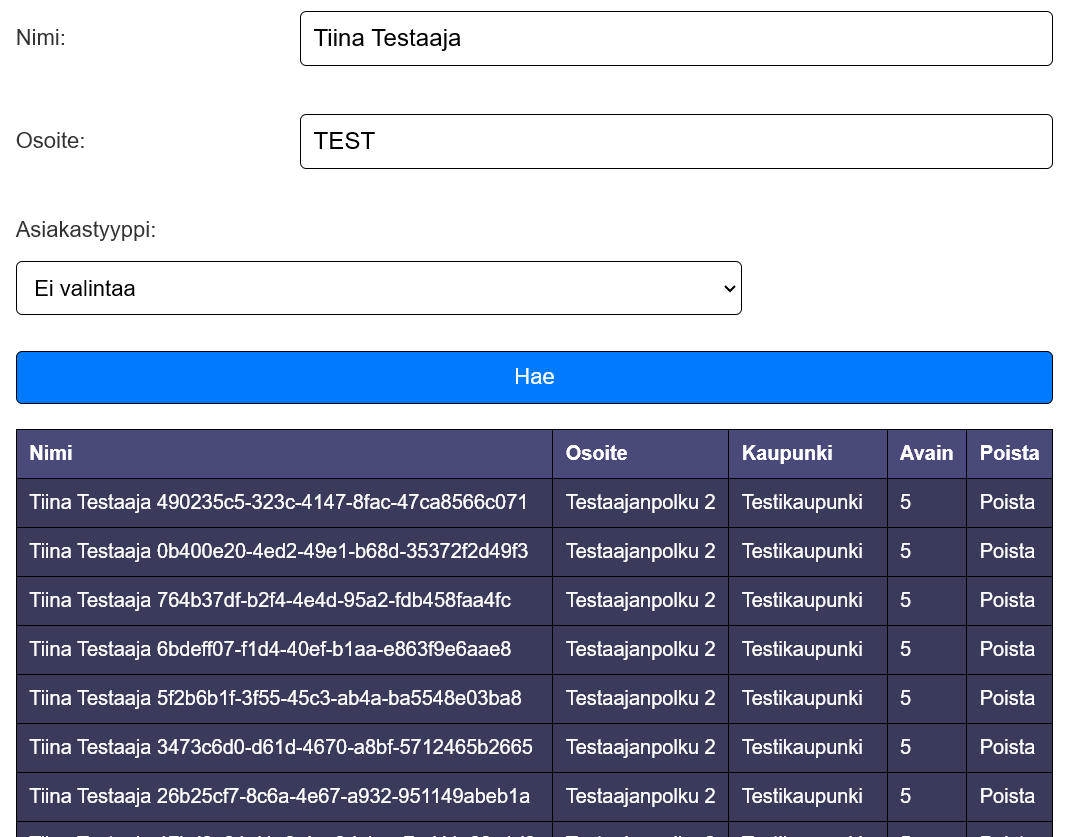 Nimi: Tiina Testaaja
Osoite: TEST
Asiakastyyppi:
Ei valintaa
Hae
Nimi Osoite Kaupunki Avain Poista
Tiina Testaaja 490235c5-323c-4147-8fac-47ca8566c071 Testaajanpolku 2 Testikaupunki 5 Poista
Tiina Testaaja 0b400e20-4ed2-49e1-b68d-35372f2d49f3 Testaajanpolku 2 Testikaupunki 5 Poista
Tiina Testaaja 764b37df-b2f4-4e4d-95a2-fdb458faa4fc Testaajanpolku 2 Testikaupunki 5 Poista
Tiina Testaaja 6bdeff07-f1d4-40ef-b1aa-e863f9e6aae8 Testaajanpolku 2 Testikaupunki 5 Poista
Tiina Testaaja 5f2b6b1f-3f55-45c3-ab4a-ba5548e03ba8 Testaajanpolku 2 Testikaupunki 5 Poista
Tiina Testaaja 3473c6d0-d61d-4670-a8bf-5712465b2665 Testaajanpolku 2 Testikaupunki 5 Poista
Tiina Testaaja 26b25cf7-8c6a-4e67-a932-951149abeb1a Testaajanpolku 2 Testikaupunki 5 Poista